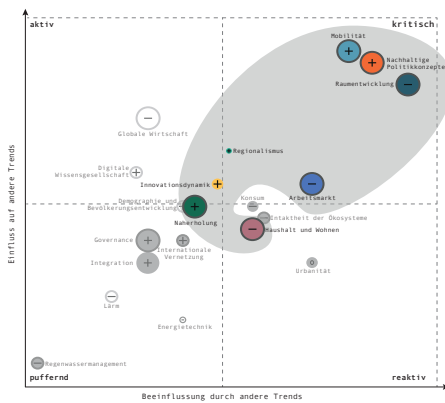 aktiv
kritisch
Mobilität
Nachhaltige
Politikkonzepte
Raumentwicklung
Globale Wirtschaft
Regionalismus
Digitale
Wissensgesellschaft
Innovationsdynamik
Arbeitsmarkt
Demographie und
Bevölkerungsentwicklung
Konsum
Naherholung
Intaktheit der Ökosysteme
Haushalt und Wohnen
Governance
Internationale
Vernetzung
Integration
Urbanität
Lärm
Energietechnik
Regenwassermanagement
puffernd
reaktiv
Einfluss auf andere Trends
Beeinflussung durch andere Trends